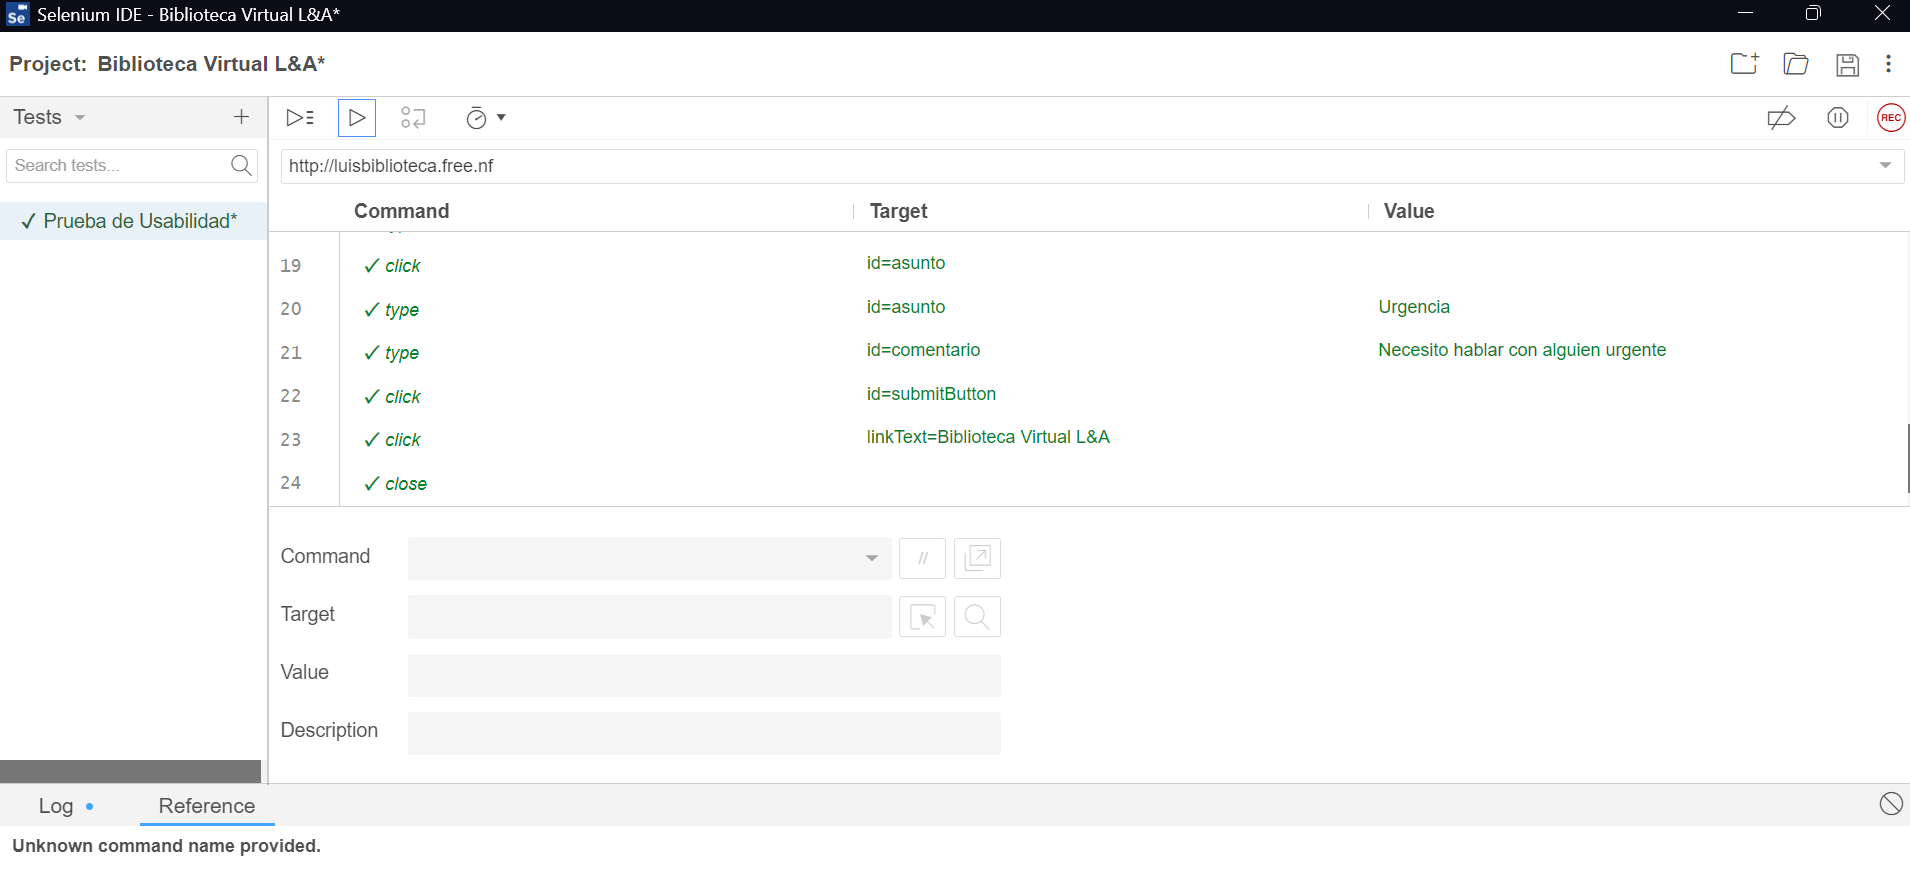 Selenium IDE - Biblioteca Virtual L&A*
Project: Biblioteca Virtual L&A*
Tests
Search tests...
✓ Prueba de Usabilidad*
REC
http://luisbiblioteca.free.nf
Command Target Value
19 ✓ click id=asunto
20 ✓ type id=asunto Urgencia
21 ✓ type id=comentario Necesito hablar con alguien urgente
22 ✓ click id=submitButton
23 ✓ click linkText=Biblioteca Virtual L&A
24 ✓ close
Command //
Target
Value
Description
Log Reference
Unknown command name provided.